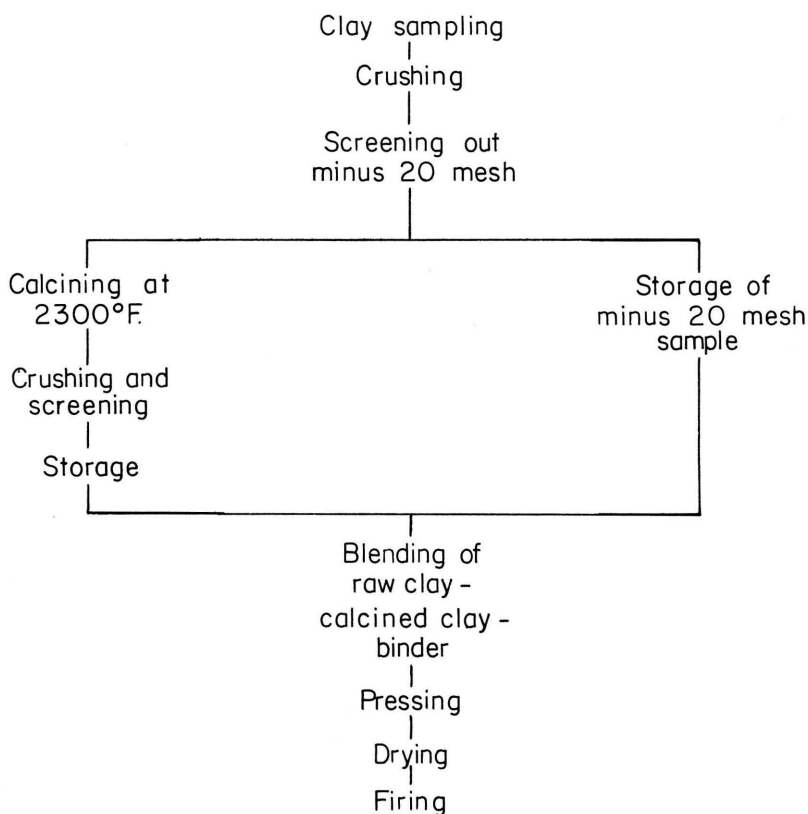 Clay sampling
Crushing
Screening out
minus 20 mesh
Calcining at
2300°F.
Crushing and
screening
Storage
Storage of
minus 20 mesh
sample
Blending of
raw clay -
calcined clay -
binder
Pressing
Drying
Firing